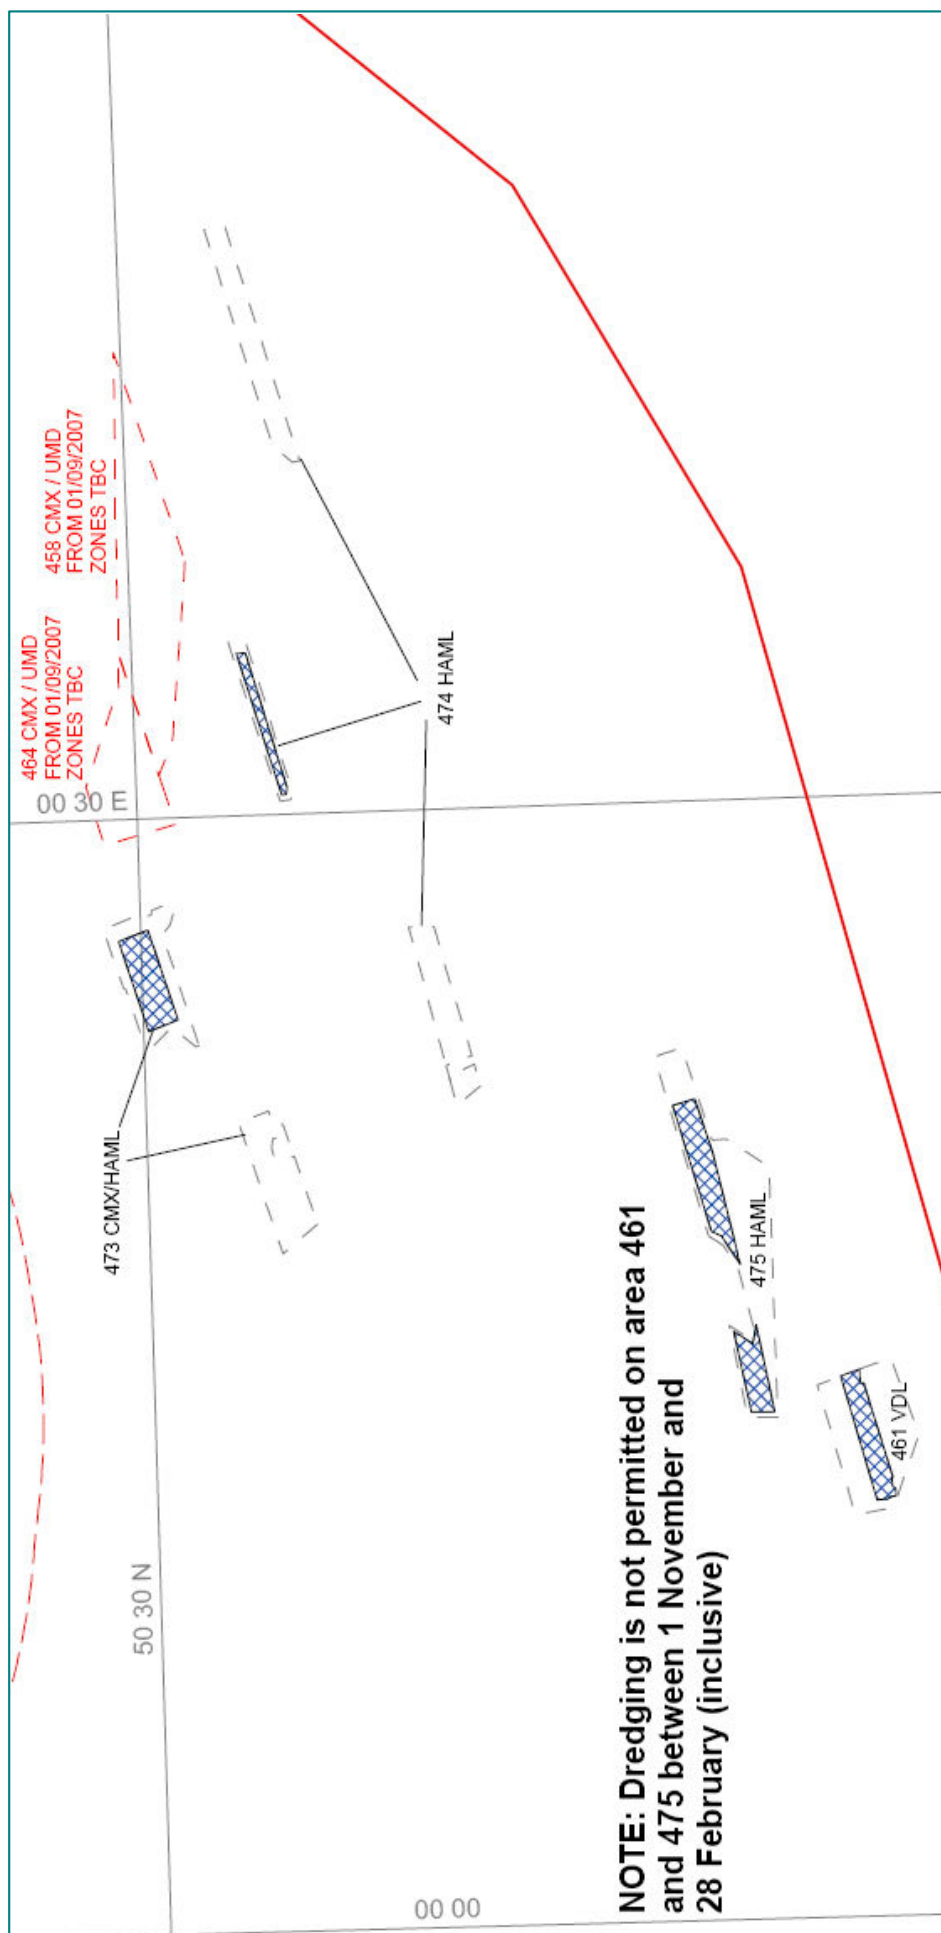 464 CMX / UMD
FROM 01/09/2007
ZONES TBC
458 CMX / UMD
FROM 01/09/2007
ZONES TBC
00 30 E
473 CMX/HAML
474 HAML
50 30 N
475 HAML
461 VDL
00 00
NOTE: Dredging is not permitted on area 461
and 475 between 1 November and
28 February (inclusive)